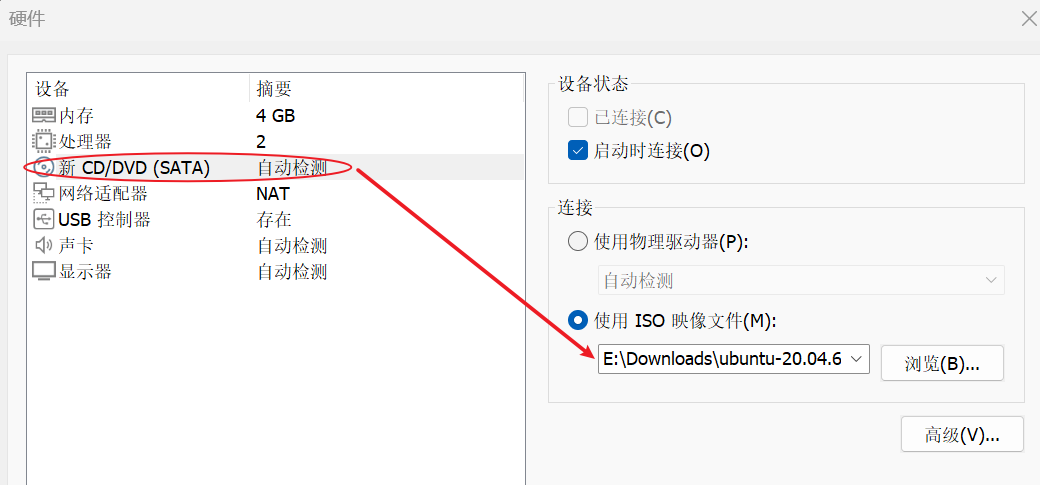 硬件
设备 摘要
内存 4 GB
处理器 2
新 CD/DVD (SATA) 自动检测
网络适配器 NAT
USB 控制器 存在
声卡 自动检测
显示器 自动检测
设备状态
已连接(C)
启动时连接(O)
连接
使用物理驱动器(P):
自动检测
使用 ISO 映像文件(M):
E:\Downloads\ubuntu-20.04.6
浏览(B)...
高级(V)...